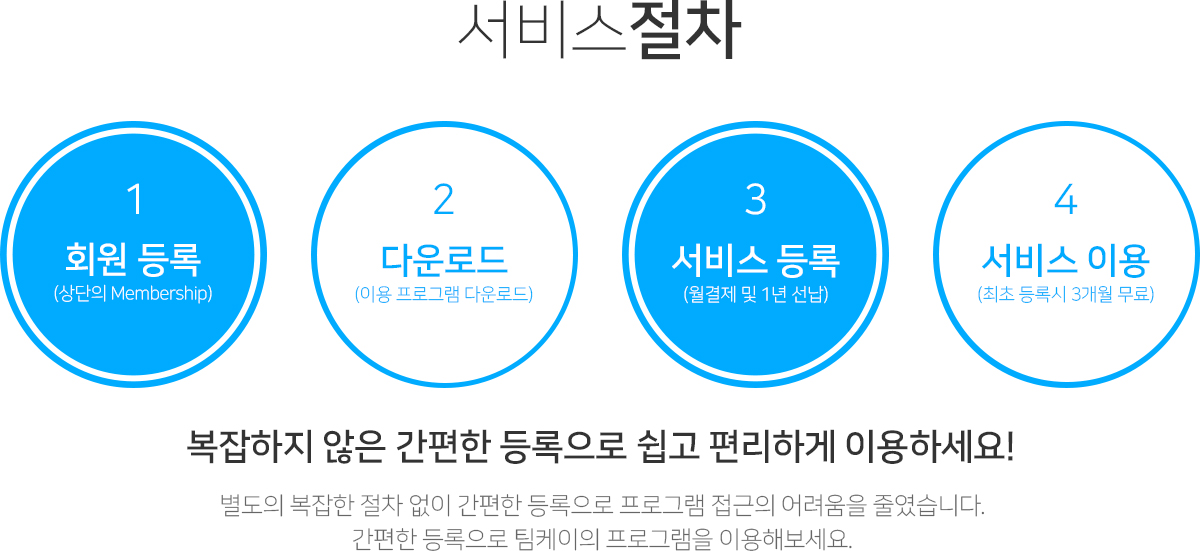 서비스절차
1
회원 등록
(상단의 Membership)
2
다운로드
(이용 프로그램 다운로드)
3
서비스 등록
(월결제 및 1년 선납)
4
서비스 이용
(최초 등록시 3개월 무료)
복잡하지 않은 간편한 등록으로 쉽고 편리하게 이용하세요!
별도의 복잡한 절차 없이 간편한 등록으로 프로그램 접근의 어려움을 줄였습니다.
간편한 등록으로 팀케이의 프로그램을 이용해보세요.